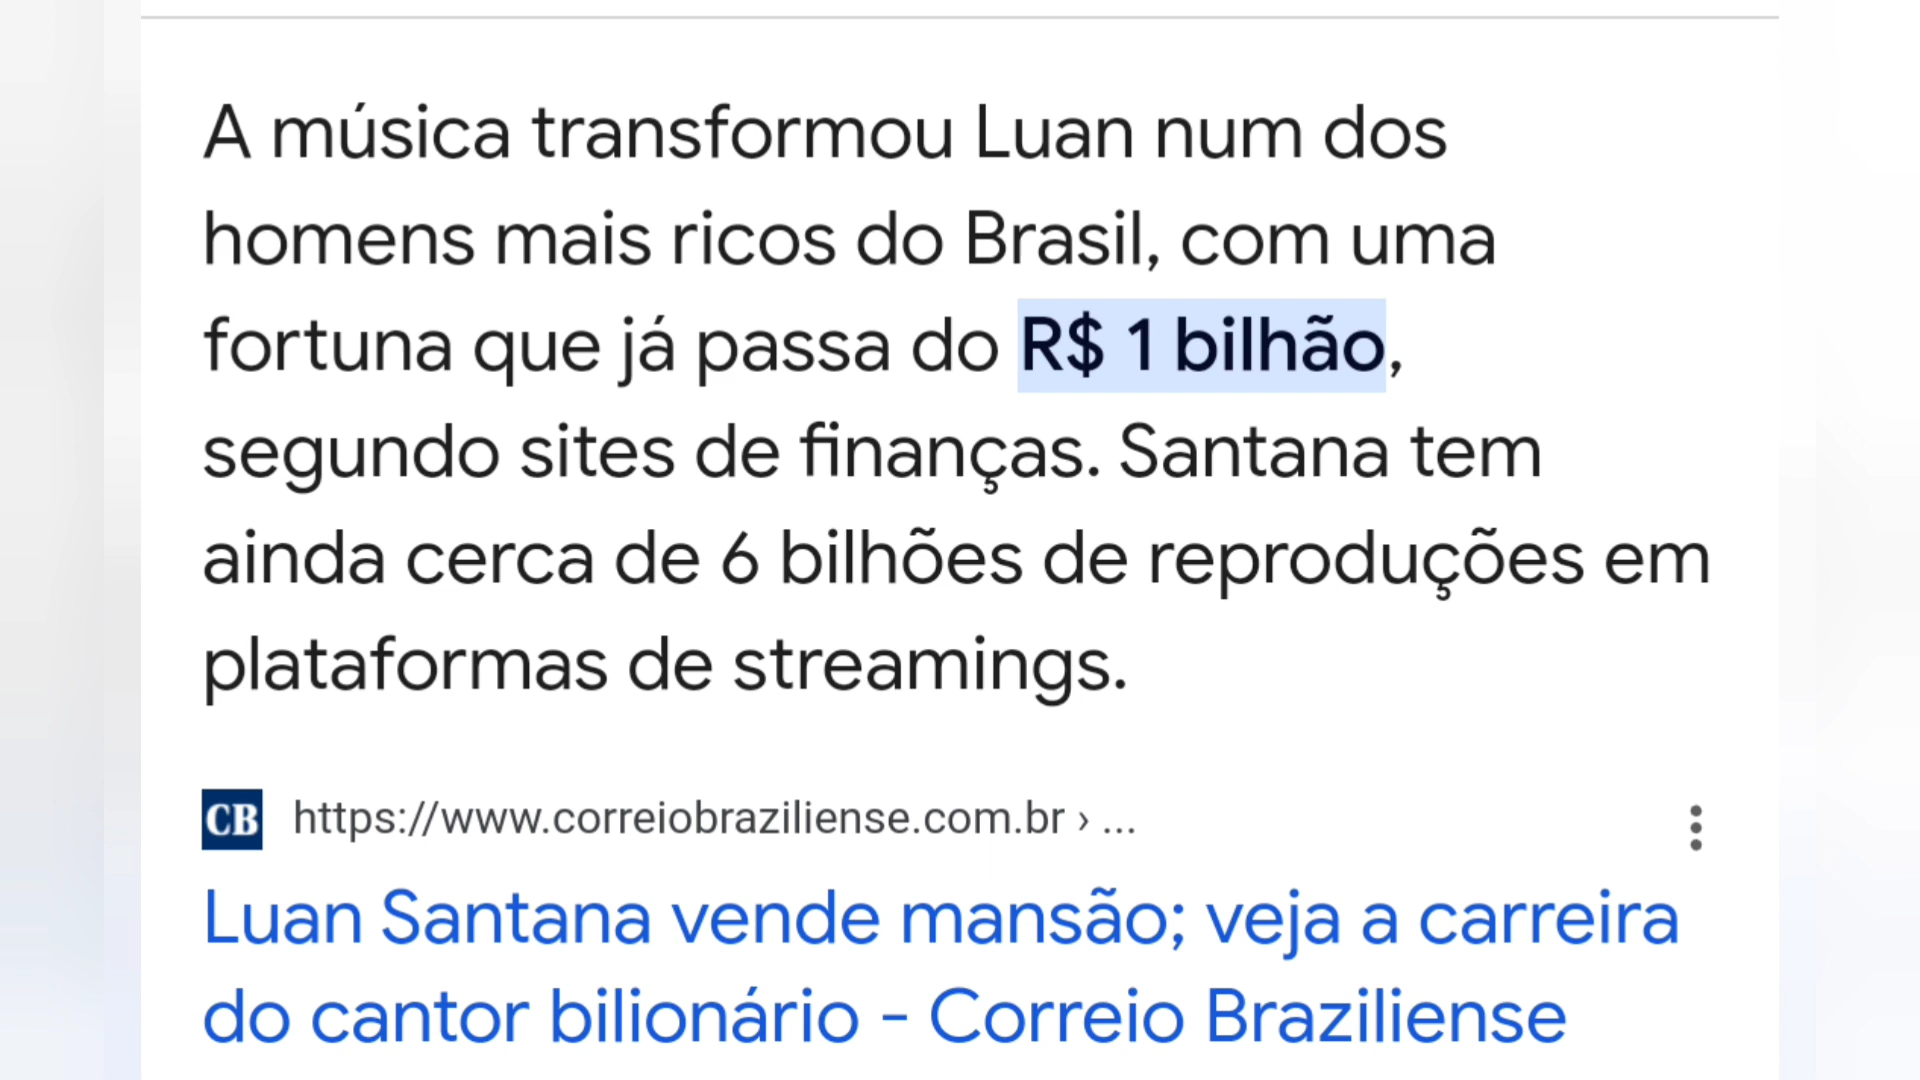 A música transformou Luan num dos
homens mais ricos do Brasil, com uma
fortuna que já passa do R$ 1 bilhão,
segundo sites de finanças. Santana tem
ainda cerca de 6 bilhões de reproduções em
plataformas de streamings.
CB https://www.correiobraziliense.com.br › ...
Luan Santana vende mansão; veja a carreira
do cantor bilionário - Correio Braziliense